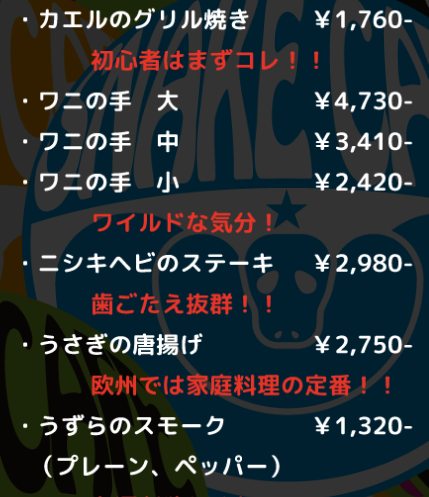 ・カエルのグリル焼き　￥1,760-
初心者はまずコレ！！
・ワニの手　大　￥4,730-
・ワニの手　中　￥3,410-
・ワニの手　小　￥2,420-
ワイルドな気分！
・ニシキヘビのステーキ　￥2,980-
歯ごたえ抜群！！
・うさぎの唐揚げ　￥2,750-
欧州では家庭料理の定番！！
・うずらのスモーク　￥1,320-
（プレーン、ペッパー）